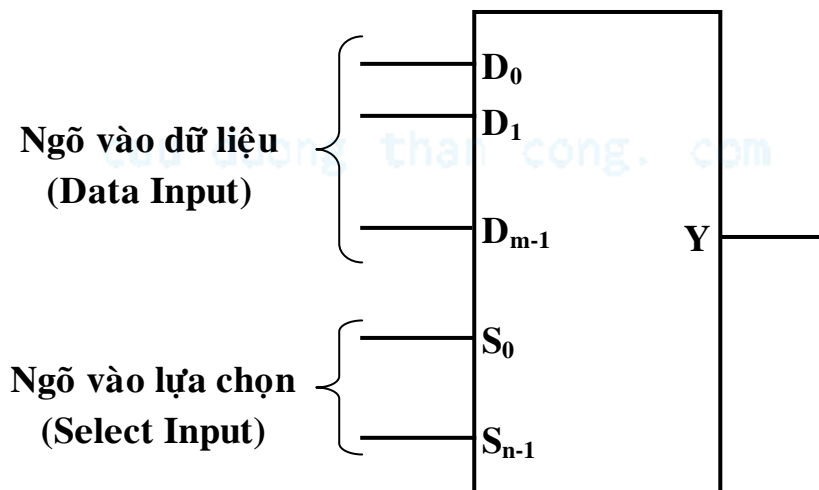 D₀
D₁
Ngõ vào dữ liệu
(Data Input)
cuu duong than cong. com
Dₘ₋₁
Y
S₀
Ngõ vào lựa chọn
(Select Input)
Sₙ₋₁